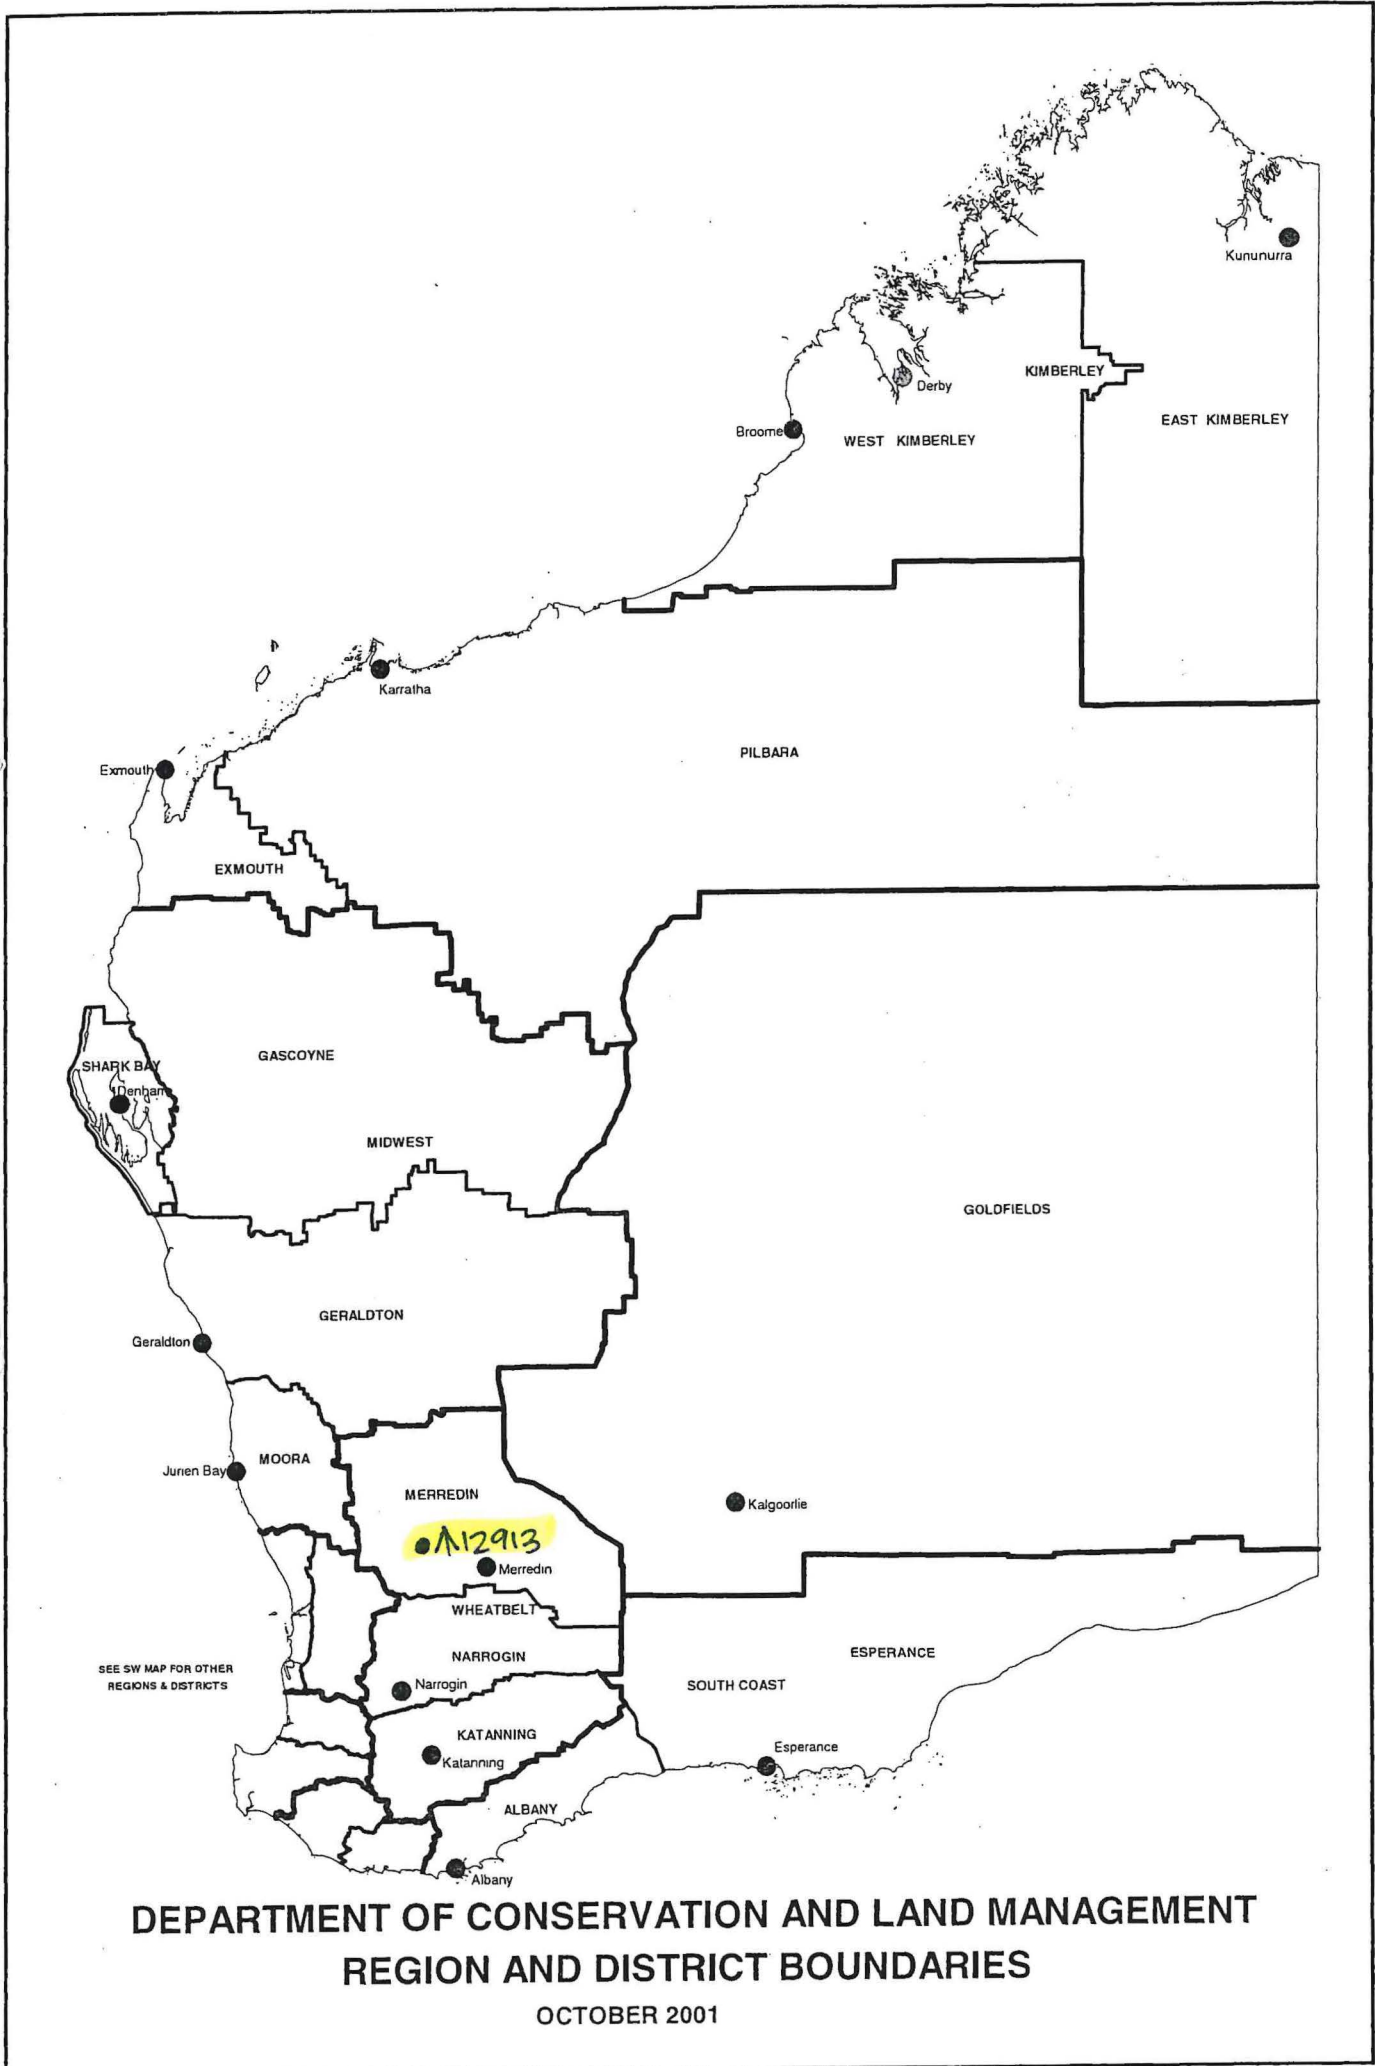 Kununurra
KIMBERLEY
Derby
EAST KIMBERLEY
Broome
WEST KIMBERLEY
Karratha
PILBARA
Exmouth
EXMOUTH
GASCOYNE
SHARK BAY
Denham
MIDWEST
GOLDFIELDS
GERALDTON
Geraldton
MOORA
Jurien Bay
MERREDIN
Kalgoorlie
12913
Merredin
WHEATBELT
ESPERANCE
NARROGIN
SEE SW MAP FOR OTHER
REGIONS & DISTRICTS
Narrogin
SOUTH COAST
KATANNING
Esperance
Katanning
ALBANY
Albany
DEPARTMENT OF CONSERVATION AND LAND MANAGEMENT
REGION AND DISTRICT BOUNDARIES
OCTOBER 2001